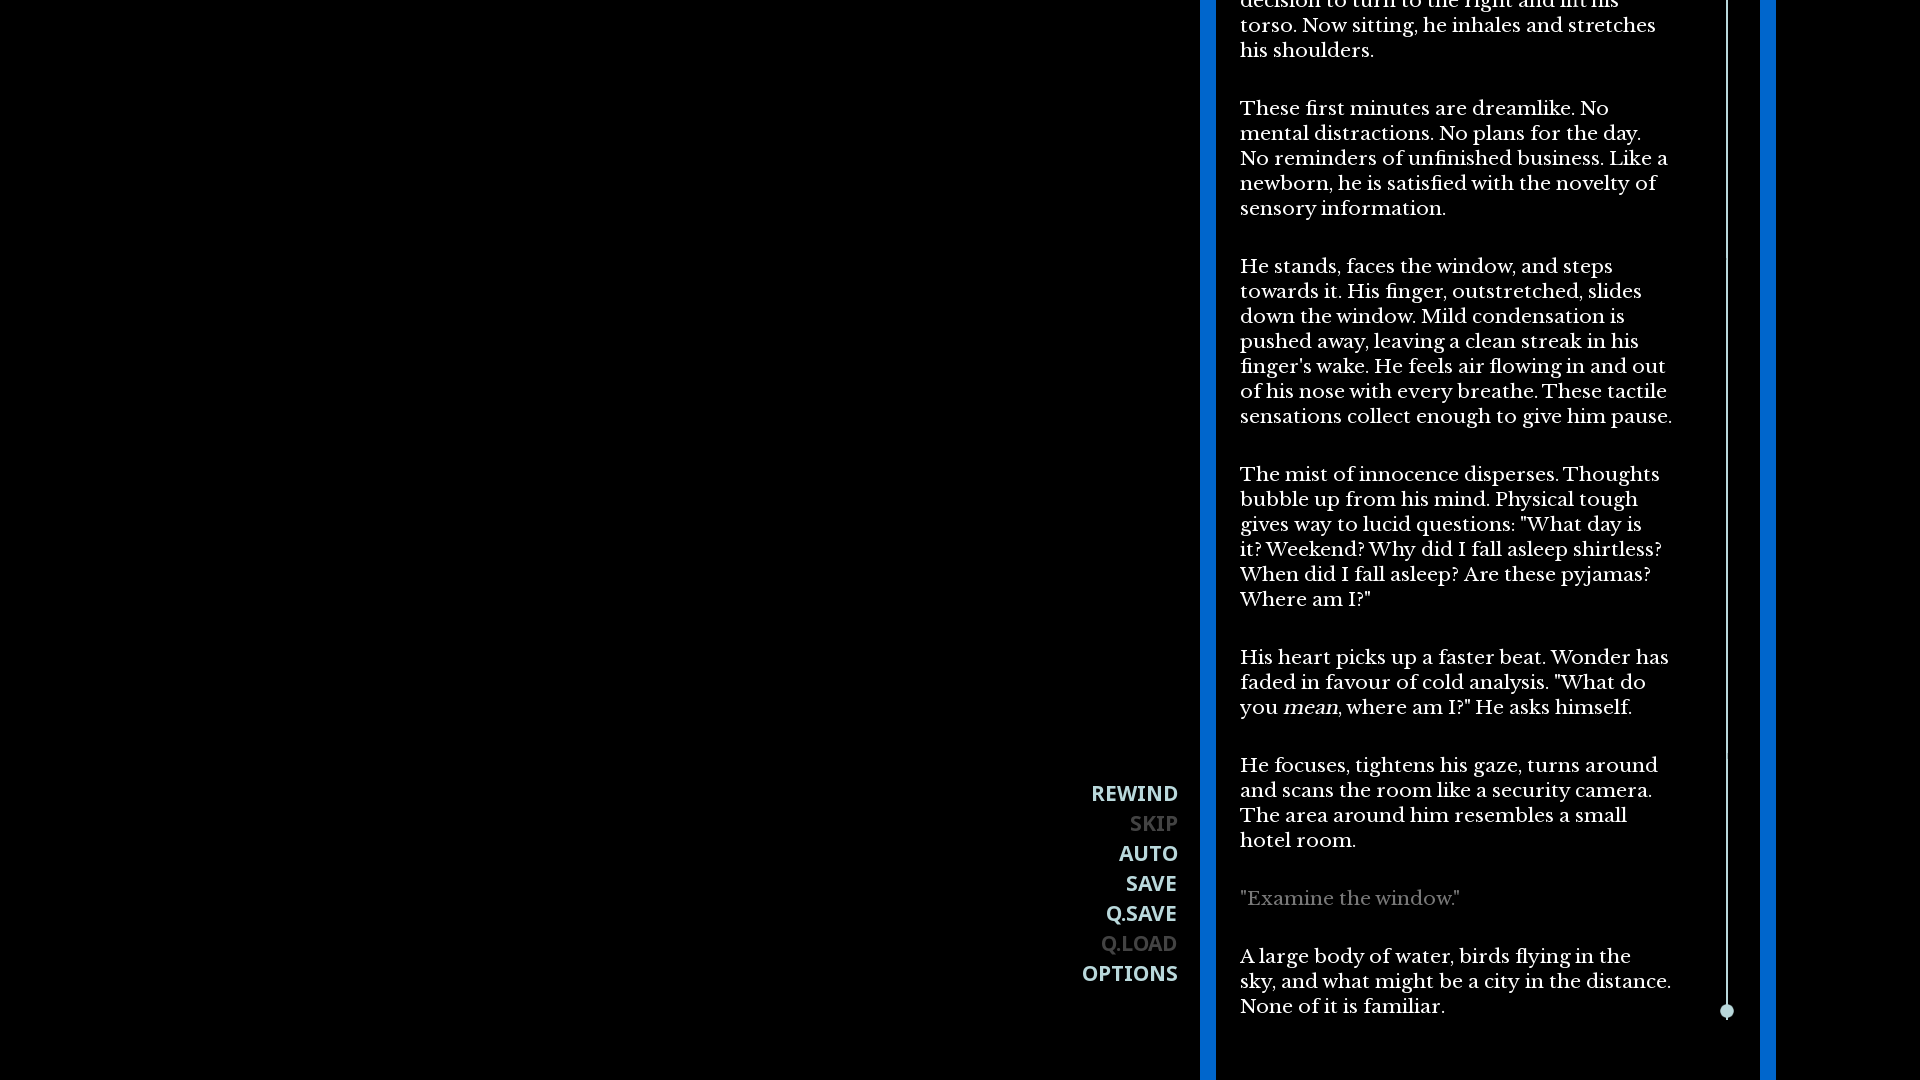 decision to turn to the right and lift his
torso. Now sitting, he inhales and stretches
his shoulders.
These first minutes are dreamlike. No
mental distractions. No plans for the day.
No reminders of unfinished business. Like a
newborn, he is satisfied with the novelty of
sensory information.
He stands, faces the window, and steps
towards it. His finger, outstretched, slides
down the window. Mild condensation is
pushed away, leaving a clean streak in his
finger's wake. He feels air flowing in and out
of his nose with every breathe. These tactile
sensations collect enough to give him pause.
The mist of innocence disperses. Thoughts
bubble up from his mind. Physical tough
gives way to lucid questions: "What day is
it? Weekend? Why did I fall asleep shirtless?
When did I fall asleep? Are these pyjamas?
Where am I?"
His heart picks up a faster beat. Wonder has
faded in favour of cold analysis. "What do
you mean, where am I?" He asks himself.
He focuses, tightens his gaze, turns around
and scans the room like a security camera.
The area around him resembles a small
hotel room.
"Examine the window."
A large body of water, birds flying in the
sky, and what might be a city in the distance.
None of it is familiar.
REWIND
SKIP
AUTO
SAVE
Q.SAVE
Q.LOAD
OPTIONS